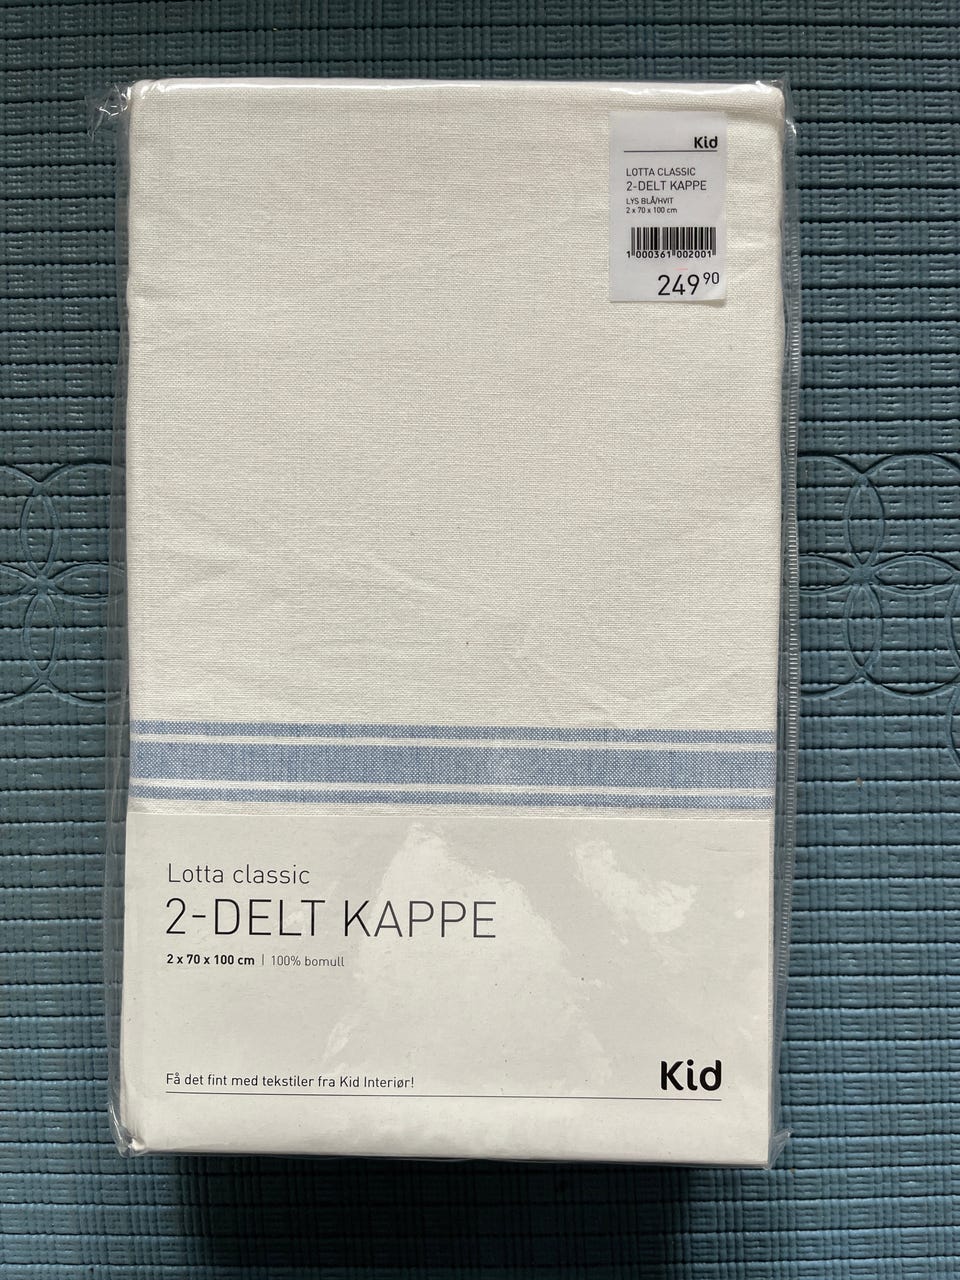 Kid
LOTTA CLASSIC
2-DELT KAPPE
LYS BLÅ/HVIT
2 x 70 x 100 cm
1 000361 002001
249 90
Lotta classic
2-DELT KAPPE
2 x 70 x 100 cm | 100% bomull
Få det fint med tekstiler fra Kid Interiør!
Kid